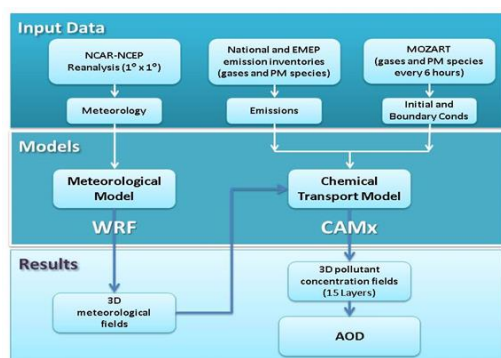 Input Data
NCAR-NCEP
Reanalysis (1° x 1°)
National and EMEP
emission inventories
(gases and PM species)
MOZART
(gases and PM species
every 6 hours)
Meteorology
Emissions
Initial and
Boundary Conds
Models
Meteorological
Model
Chemical
Transport Model
WRF
CAMx
Results
3D
meteorological
fields
3D pollutant
concentration fields
(15 Layers)
AOD